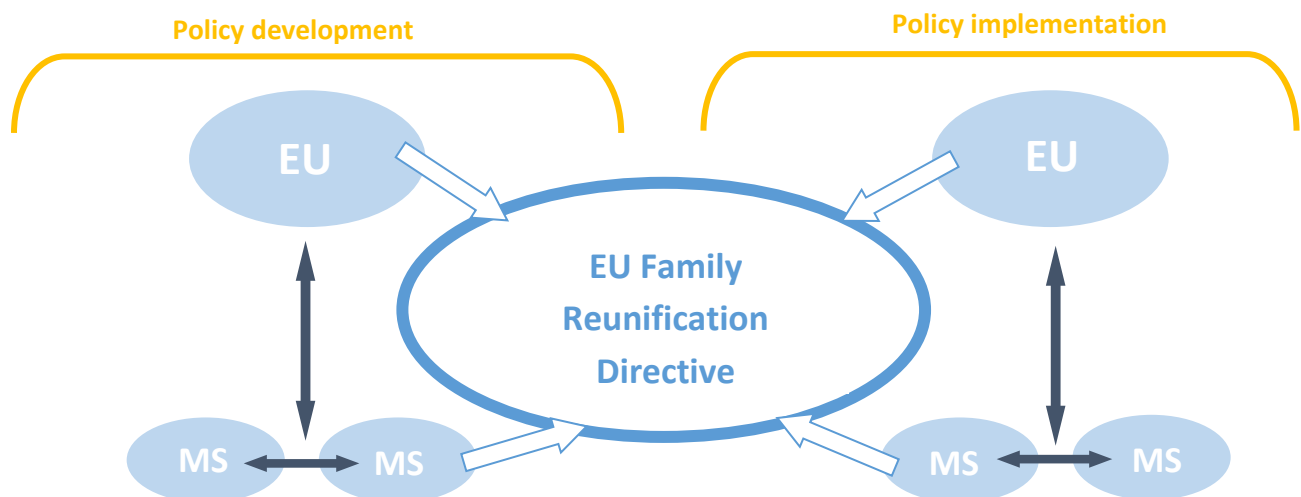 Policy development
Policy implementation
EU
EU
EU Family
Reunification
Directive
MS
MS
MS
MS